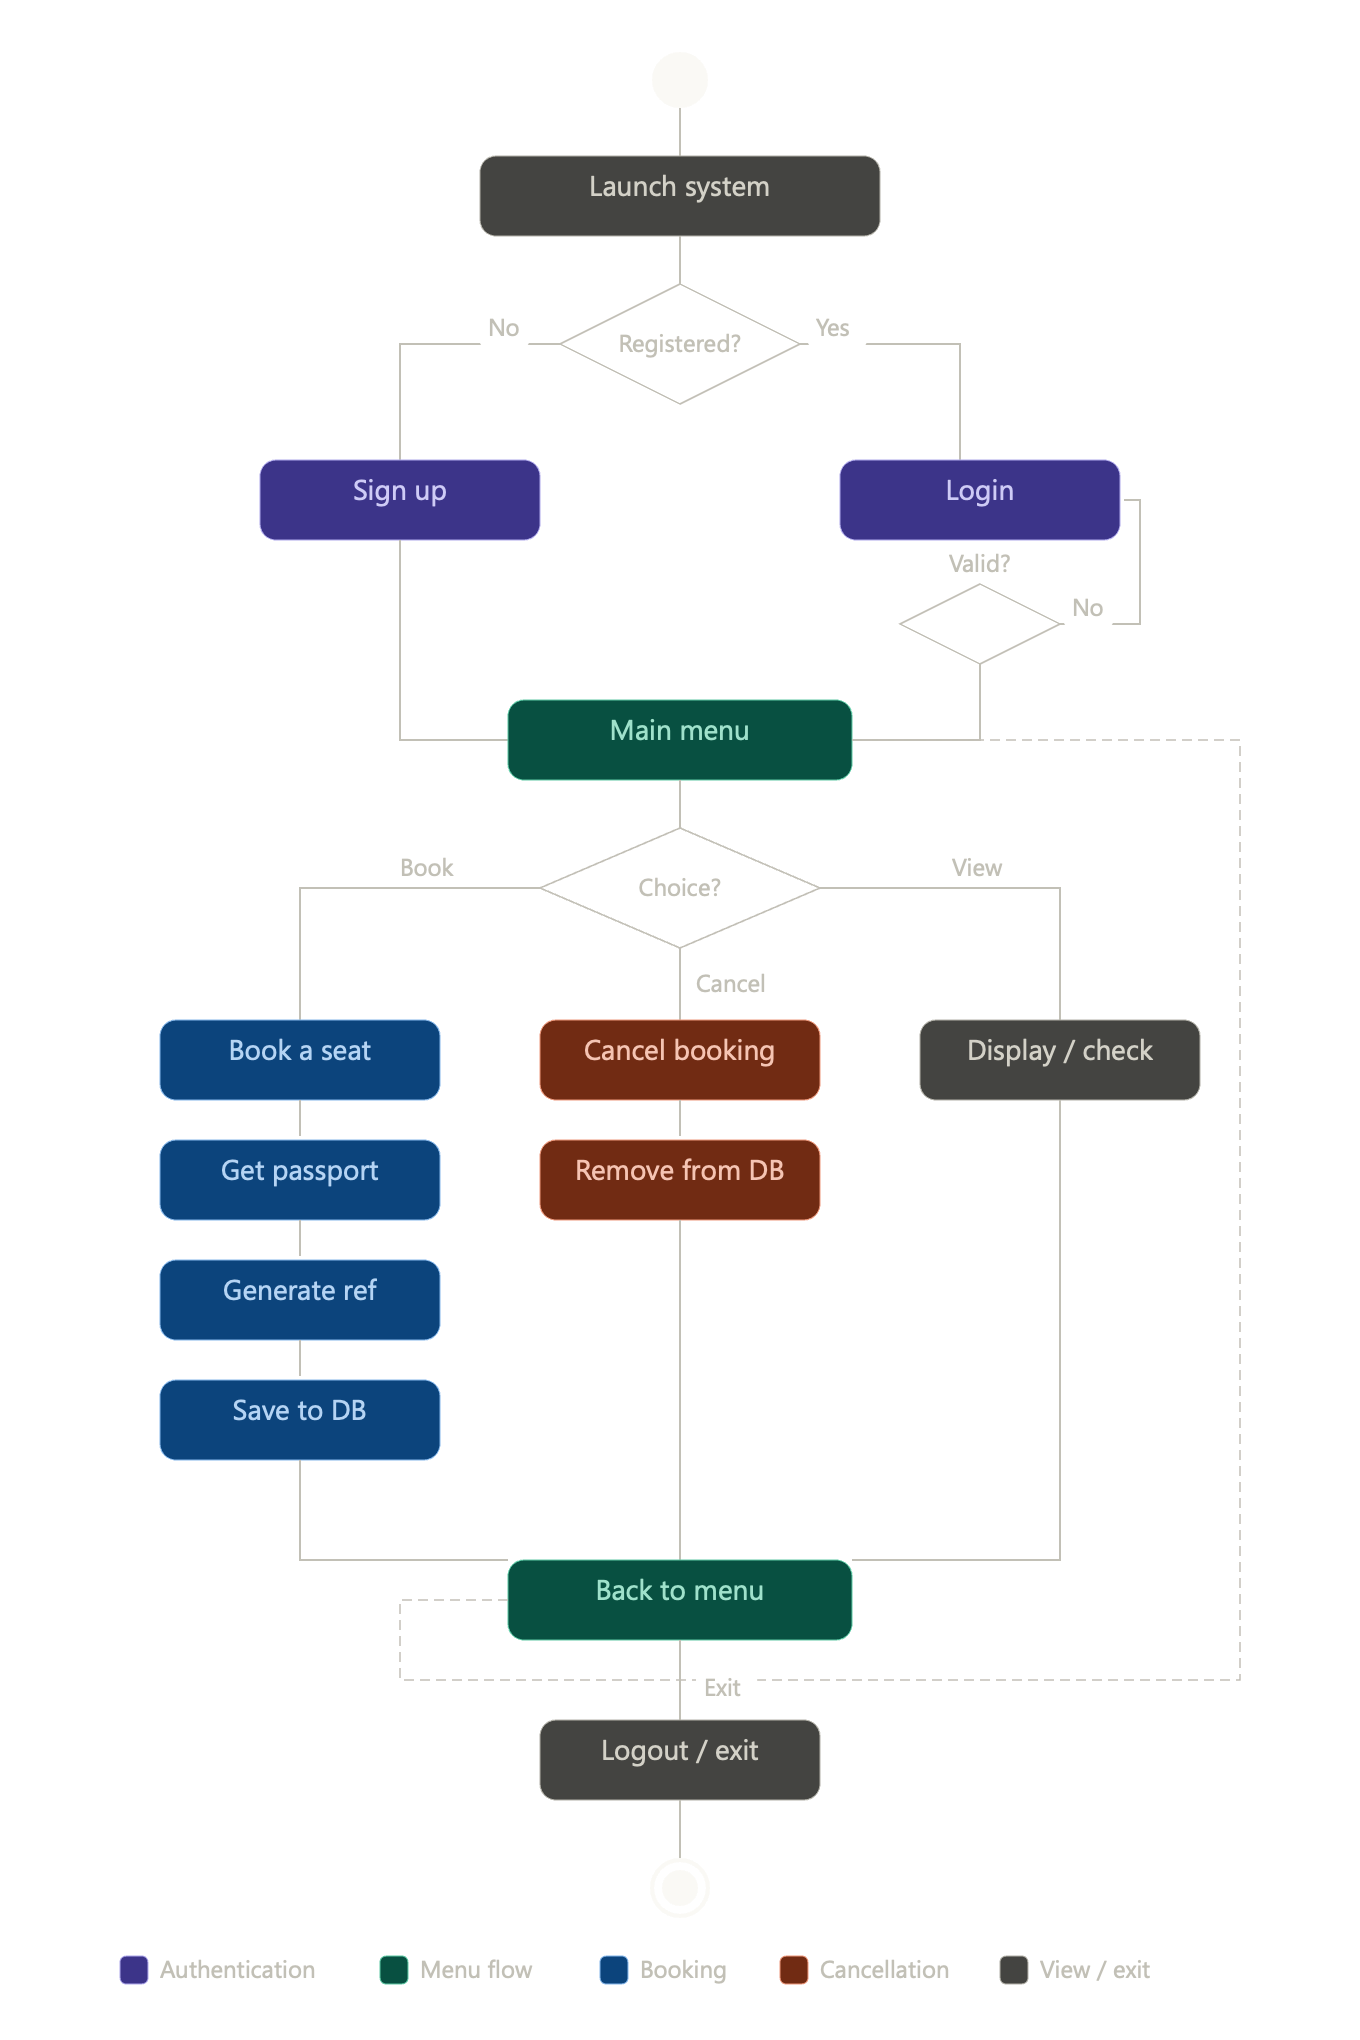 Launch system
No
Yes
Registered?
Sign up
Login
Valid?
No
Main menu
Book
View
Choice?
Cancel
Book a seat
Cancel booking
Display / check
Get passport
Remove from DB
Generate ref
Save to DB
Back to menu
Exit
Logout / exit
Authentication
Menu flow
Booking
Cancellation
View / exit